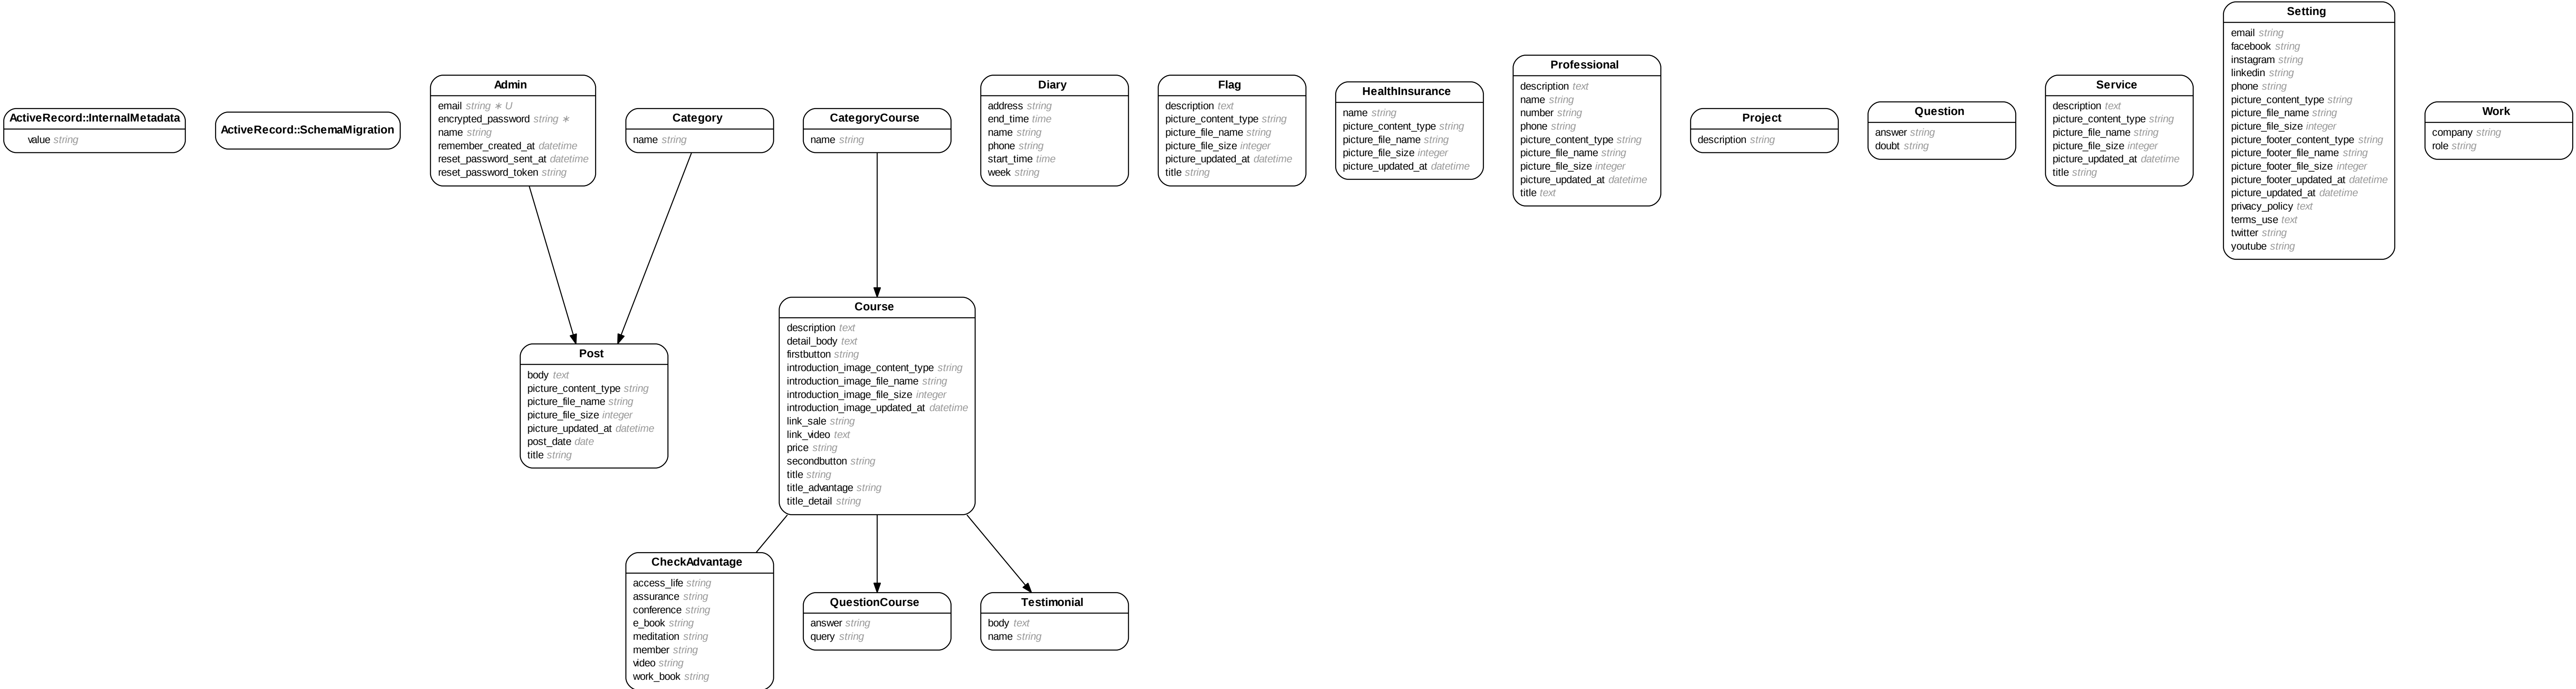 ActiveRecord::InternalMetadata
value string
ActiveRecord::SchemaMigration
Admin
email string ∗ U
encrypted_password string ∗
name string
remember_created_at datetime
reset_password_sent_at datetime
reset_password_token string
Category
name string
CategoryCourse
name string
Diary
address string
end_time time
name string
phone string
start_time time
week string
Flag
description text
picture_content_type string
picture_file_name string
picture_file_size integer
picture_updated_at datetime
title string
HealthInsurance
name string
picture_content_type string
picture_file_name string
picture_file_size integer
picture_updated_at datetime
Professional
description text
name string
number string
phone string
picture_content_type string
picture_file_name string
picture_file_size integer
picture_updated_at datetime
title text
Project
description string
Question
answer string
doubt string
Service
description text
picture_content_type string
picture_file_name string
picture_file_size integer
picture_updated_at datetime
title string
Setting
email string
facebook string
instagram string
linkedin string
phone string
picture_content_type string
picture_file_name string
picture_file_size integer
picture_footer_content_type string
picture_footer_file_name string
picture_footer_file_size integer
picture_footer_updated_at datetime
picture_updated_at datetime
privacy_policy text
terms_use text
twitter string
youtube string
Work
company string
role string
Post
body text
picture_content_type string
picture_file_name string
picture_file_size integer
picture_updated_at datetime
post_date date
title string
Course
description text
detail_body text
firstbutton string
introduction_image_content_type string
introduction_image_file_name string
introduction_image_file_size integer
introduction_image_updated_at datetime
link_sale string
link_video text
price string
secondbutton string
title string
title_advantage string
title_detail string
CheckAdvantage
access_life string
assurance string
conference string
e_book string
meditation string
member string
video string
work_book string
QuestionCourse
answer string
query string
Testimonial
body text
name string